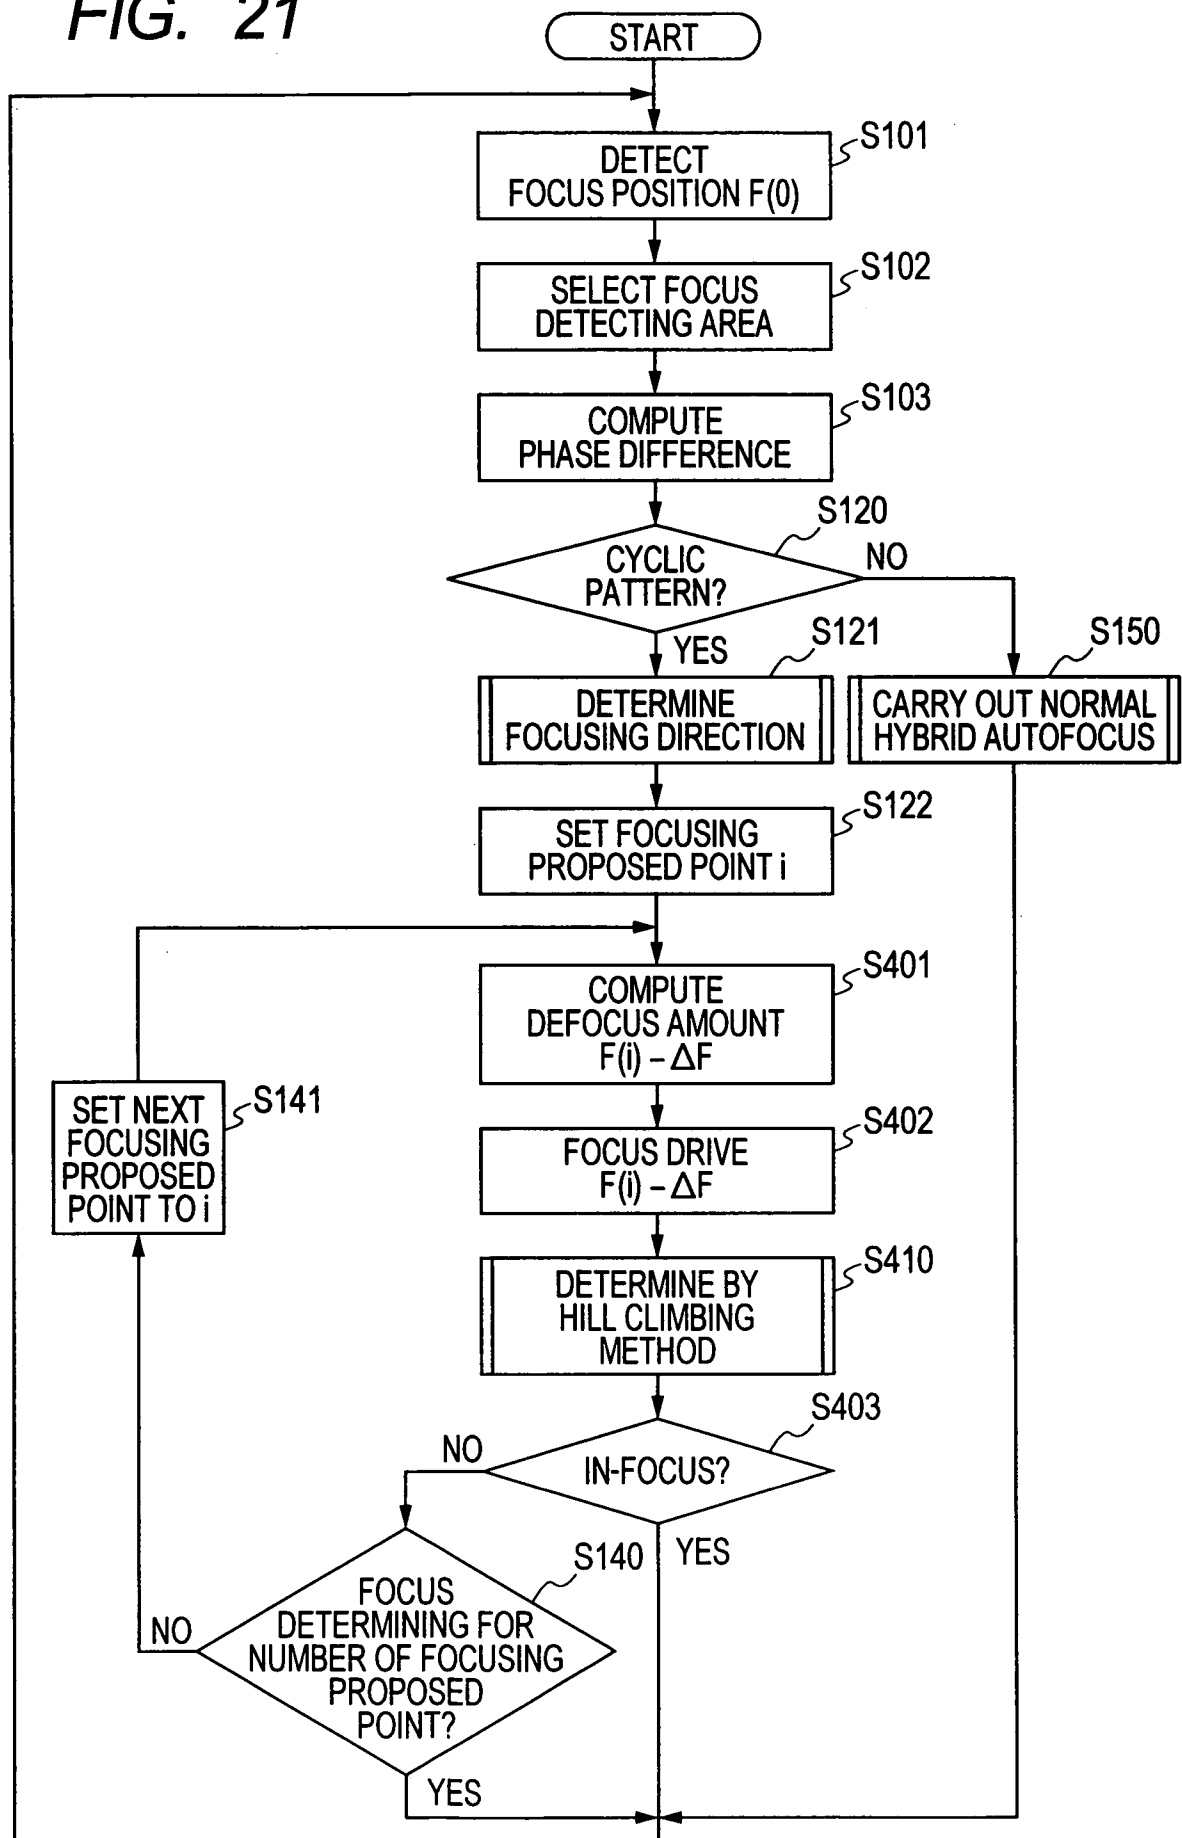 FIG. 21
START
S101
DETECT
FOCUS POSITION F(0)
S102
SELECT FOCUS
DETECTING AREA
S103
COMPUTE
PHASE DIFFERENCE
S120
CYCLIC
PATTERN?
NO
YES
S121
DETERMINE
FOCUSING DIRECTION
S150
CARRY OUT NORMAL
HYBRID AUTOFOCUS
S122
SET FOCUSING
PROPOSED POINT i
S401
COMPUTE
DEFOCUS AMOUNT
F(i) – ΔF
S141
SET NEXT
FOCUSING
PROPOSED
POINT TO i
S402
FOCUS DRIVE
F(i) – ΔF
S410
DETERMINE BY
HILL CLIMBING
METHOD
S403
IN-FOCUS?
NO
YES
S140
FOCUS
DETERMINING FOR
NUMBER OF FOCUSING
PROPOSED
POINT?
NO
YES